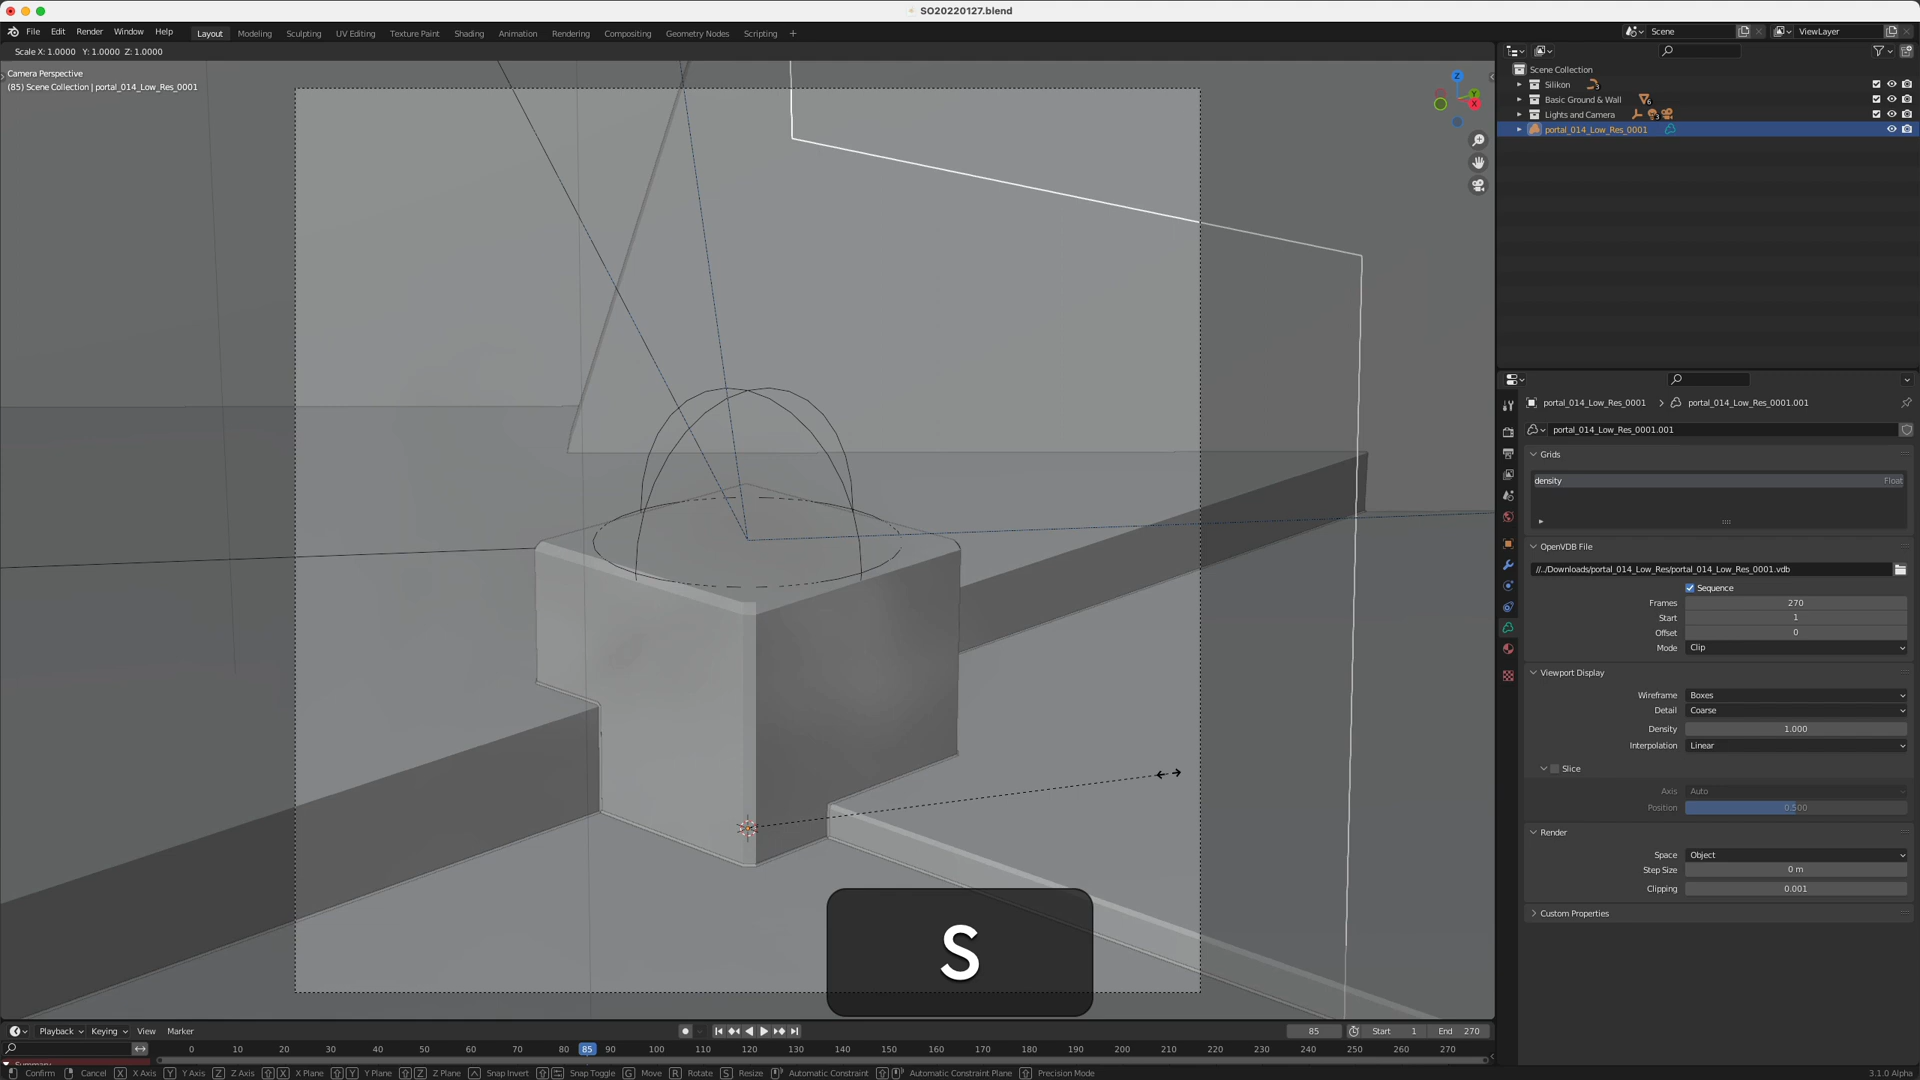 SO20220127.blend
File Edit Render Window Help Layout Modeling Sculpting UV Editing Texture Paint Shading Animation Rendering Compositing Geometry Nodes Scripting + Scene ViewLayer
Scale X: 1.0000 Y: 1.0000 Z: 1.0000
Camera Perspective
(85) Scene Collection | portal_014_Low_Res_0001
Z
Y
X
Scene Collection
Silikon 3
Basic Ground & Wall 6
Lights and Camera 3
portal_014_Low_Res_0001
portal_014_Low_Res_0001 > portal_014_Low_Res_0001.001
portal_014_Low_Res_0001.001
Grids
density Float
OpenVDB File
//../Downloads/portal_014_Low_Res/portal_014_Low_Res_0001.vdb
Sequence
Frames 270
Start 1
Offset 0
Mode Clip
Viewport Display
Wireframe Boxes
Detail Coarse
Density 1.000
Interpolation Linear
Slice
Axis Auto
Position 0.500
Render
Space Object
Step Size 0 m
Clipping 0.001
Custom Properties
S
Playback Keying View Marker 85 Start 1 End 270
0 10 20 30 40 50 60 70 80 85 90 100 110 120 130 140 150 160 170 180 190 200 210 220 230 240 250 260 270
Summary
Confirm Cancel X X Axis Y Y Axis Z Z Axis X X Plane Y Y Plane Z Z Plane Snap Invert Snap Toggle G Move R Rotate S Resize Automatic Constraint Automatic Constraint Plane Precision Mode 3.1.0 Alpha